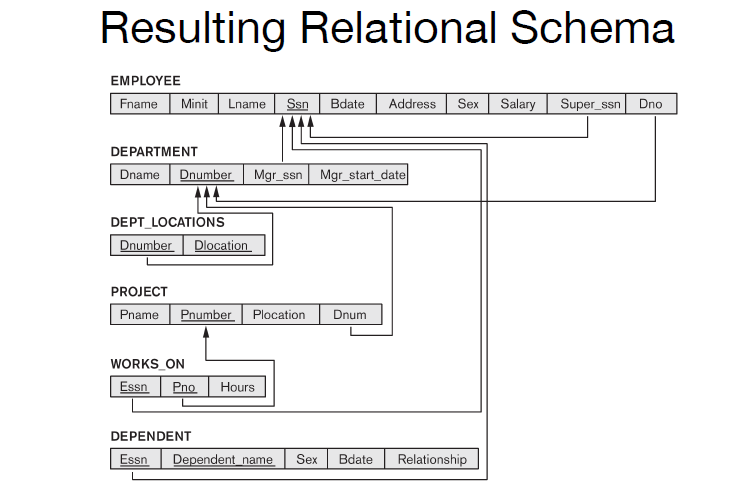 Resulting Relational Schema
EMPLOYEE
Fname Minit Lname Ssn Bdate Address Sex Salary Super_ssn Dno
DEPARTMENT
Dname Dnumber Mgr_ssn Mgr_start_date
DEPT_LOCATIONS
Dnumber Dlocation
PROJECT
Pname Pnumber Plocation Dnum
WORKS_ON
Essn Pno Hours
DEPENDENT
Essn Dependent_name Sex Bdate Relationship